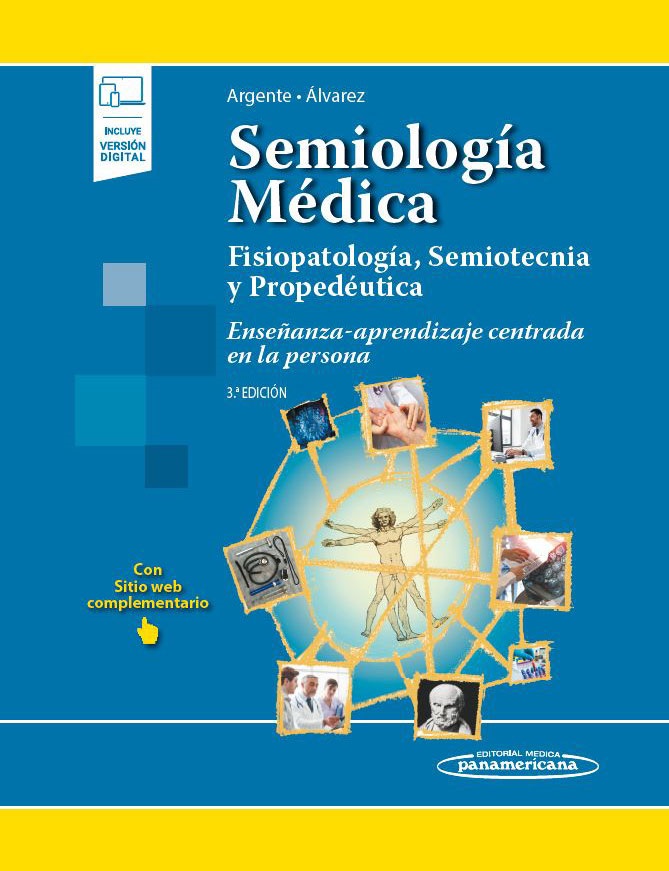 INCLUYE
VERSIÓN
DIGITAL
Argente • Álvarez
Semiología
Médica
Fisiopatología, Semiotecnia
y Propedéutica
Enseñanza-aprendizaje centrada
en la persona
3.ª EDICIÓN
Con
Sitio web
complementario
EDITORIAL MEDICA
panamericana